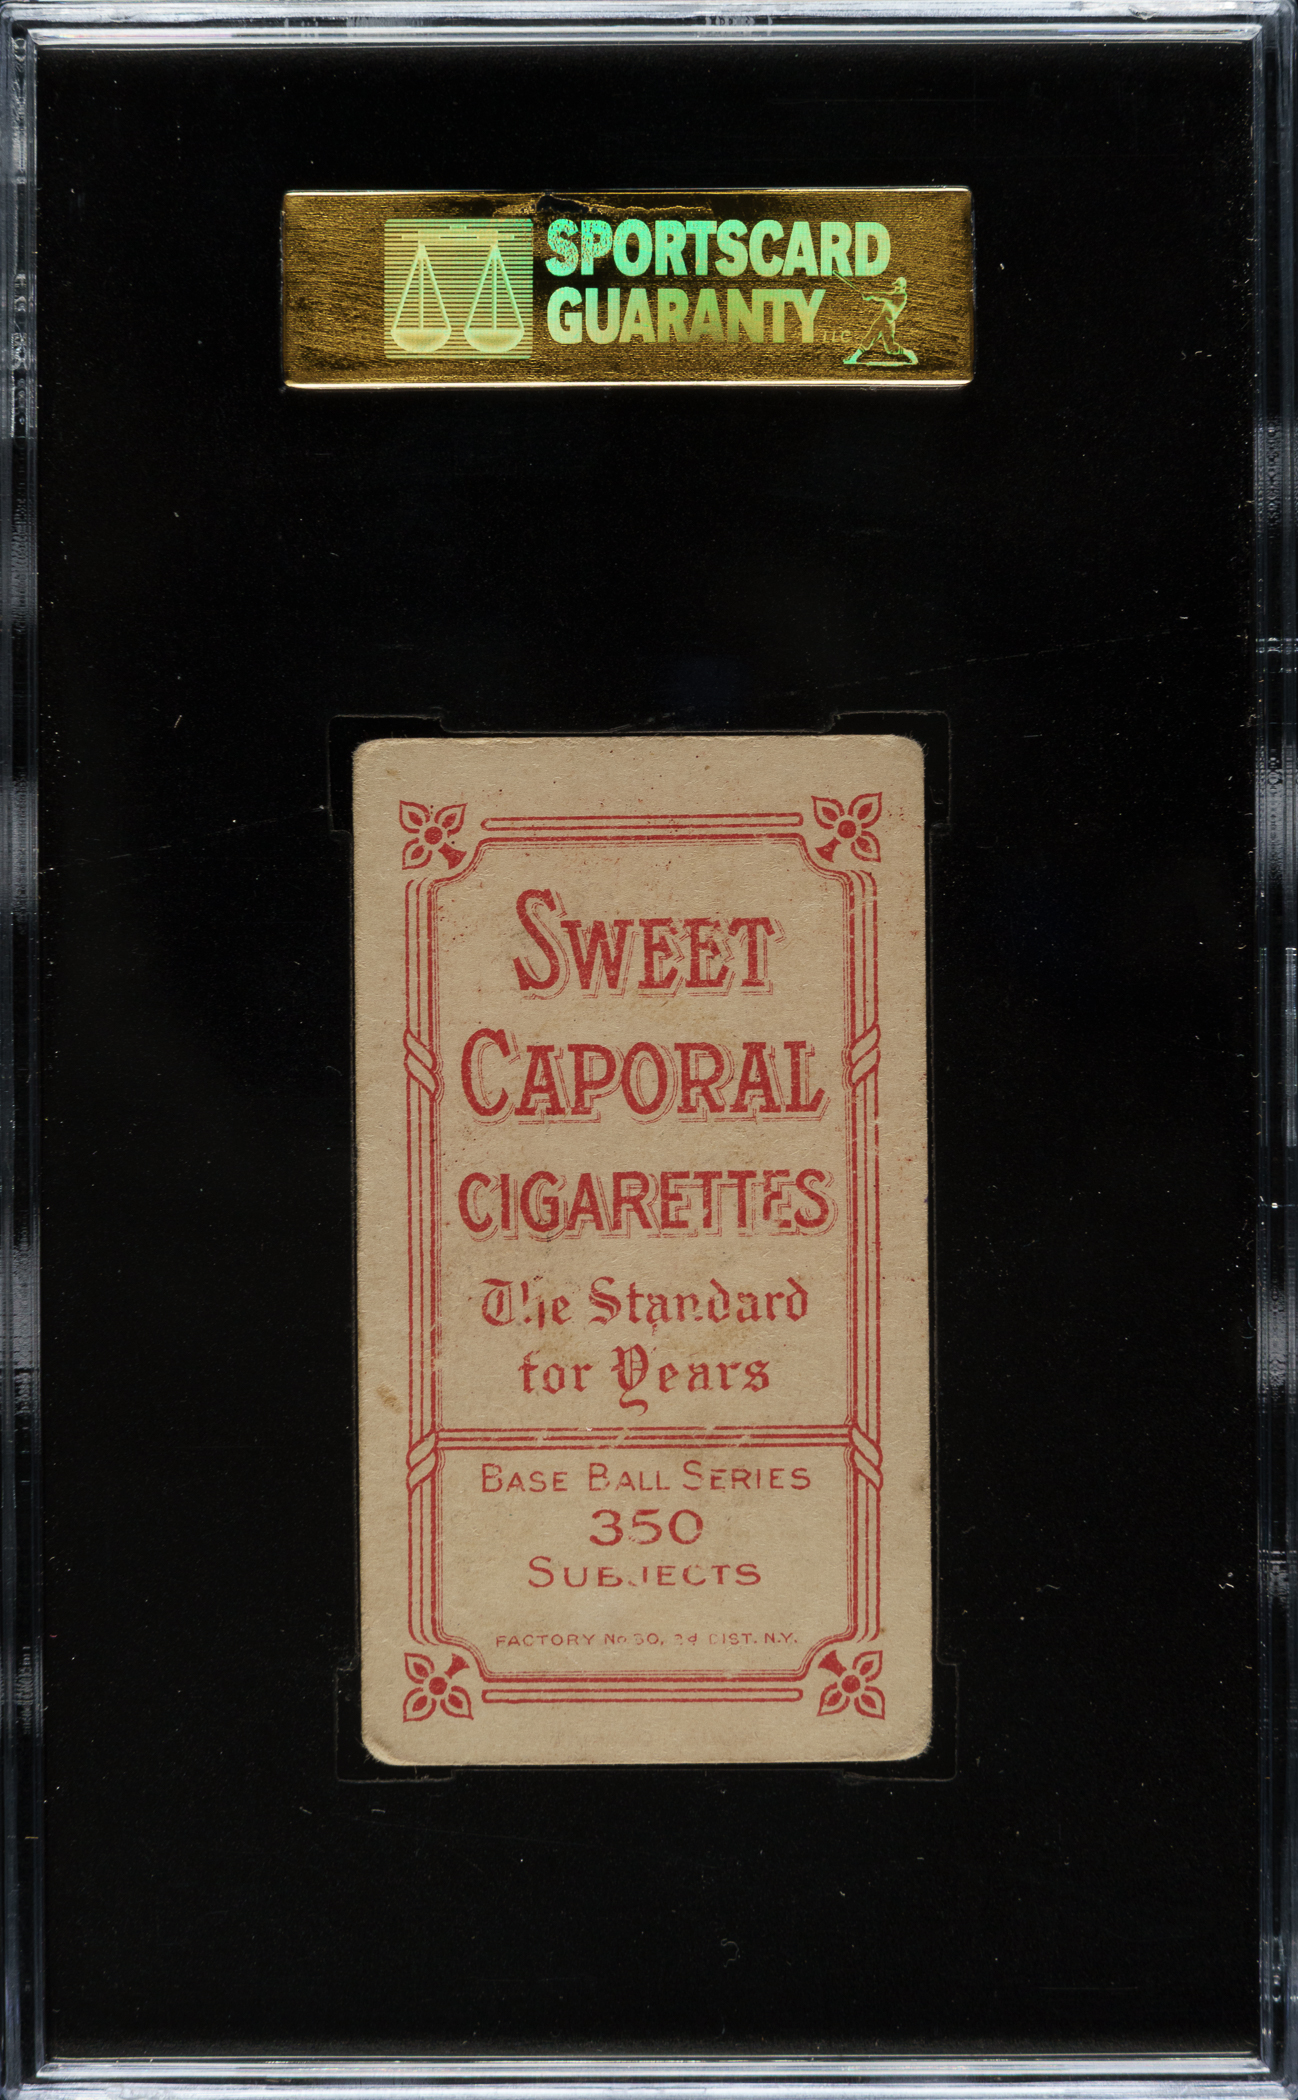 SPORTSCARD
GUARANTY LLC
SWEET
CAPORAL
CIGARETTES
The Standard
for Years
BASE BALL SERIES
350
SUBJECTS
FACTORY No 30, 2d DIST. N.Y.